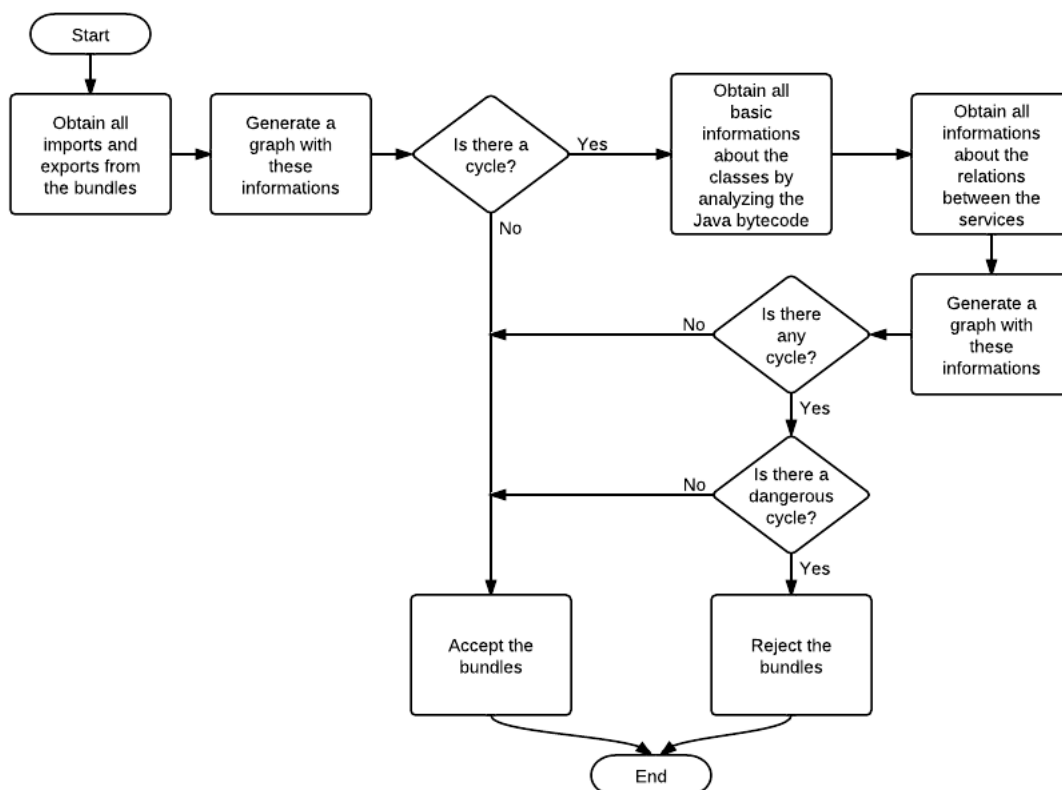 Start
Obtain all
imports and
exports from
the bundles
Generate a
graph with
these
informations
Is there a
cycle?
Yes
No
Obtain all
basic
informations
about the
classes by
analyzing the
Java bytecode
Obtain all
informations
about the
relations
between the
services
Generate a
graph with
these
informations
Is there
any
cycle?
No
Yes
Is there a
dangerous
cycle?
No
Yes
Accept the
bundles
Reject the
bundles
End